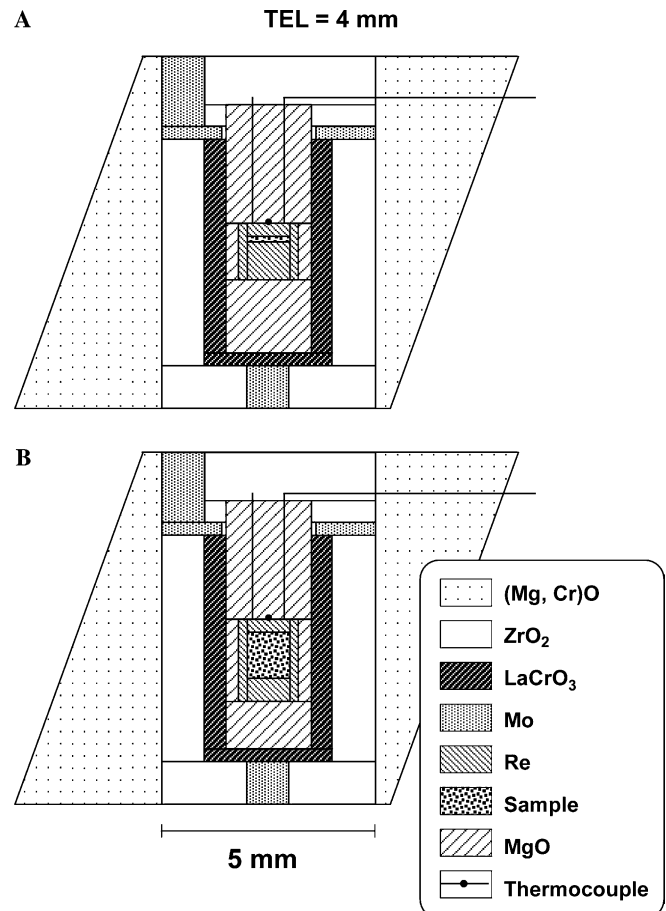 A
TEL = 4 mm
B
(Mg, Cr)O
ZrO₂
LaCrO₃
Mo
Re
Sample
MgO
Thermocouple
5 mm